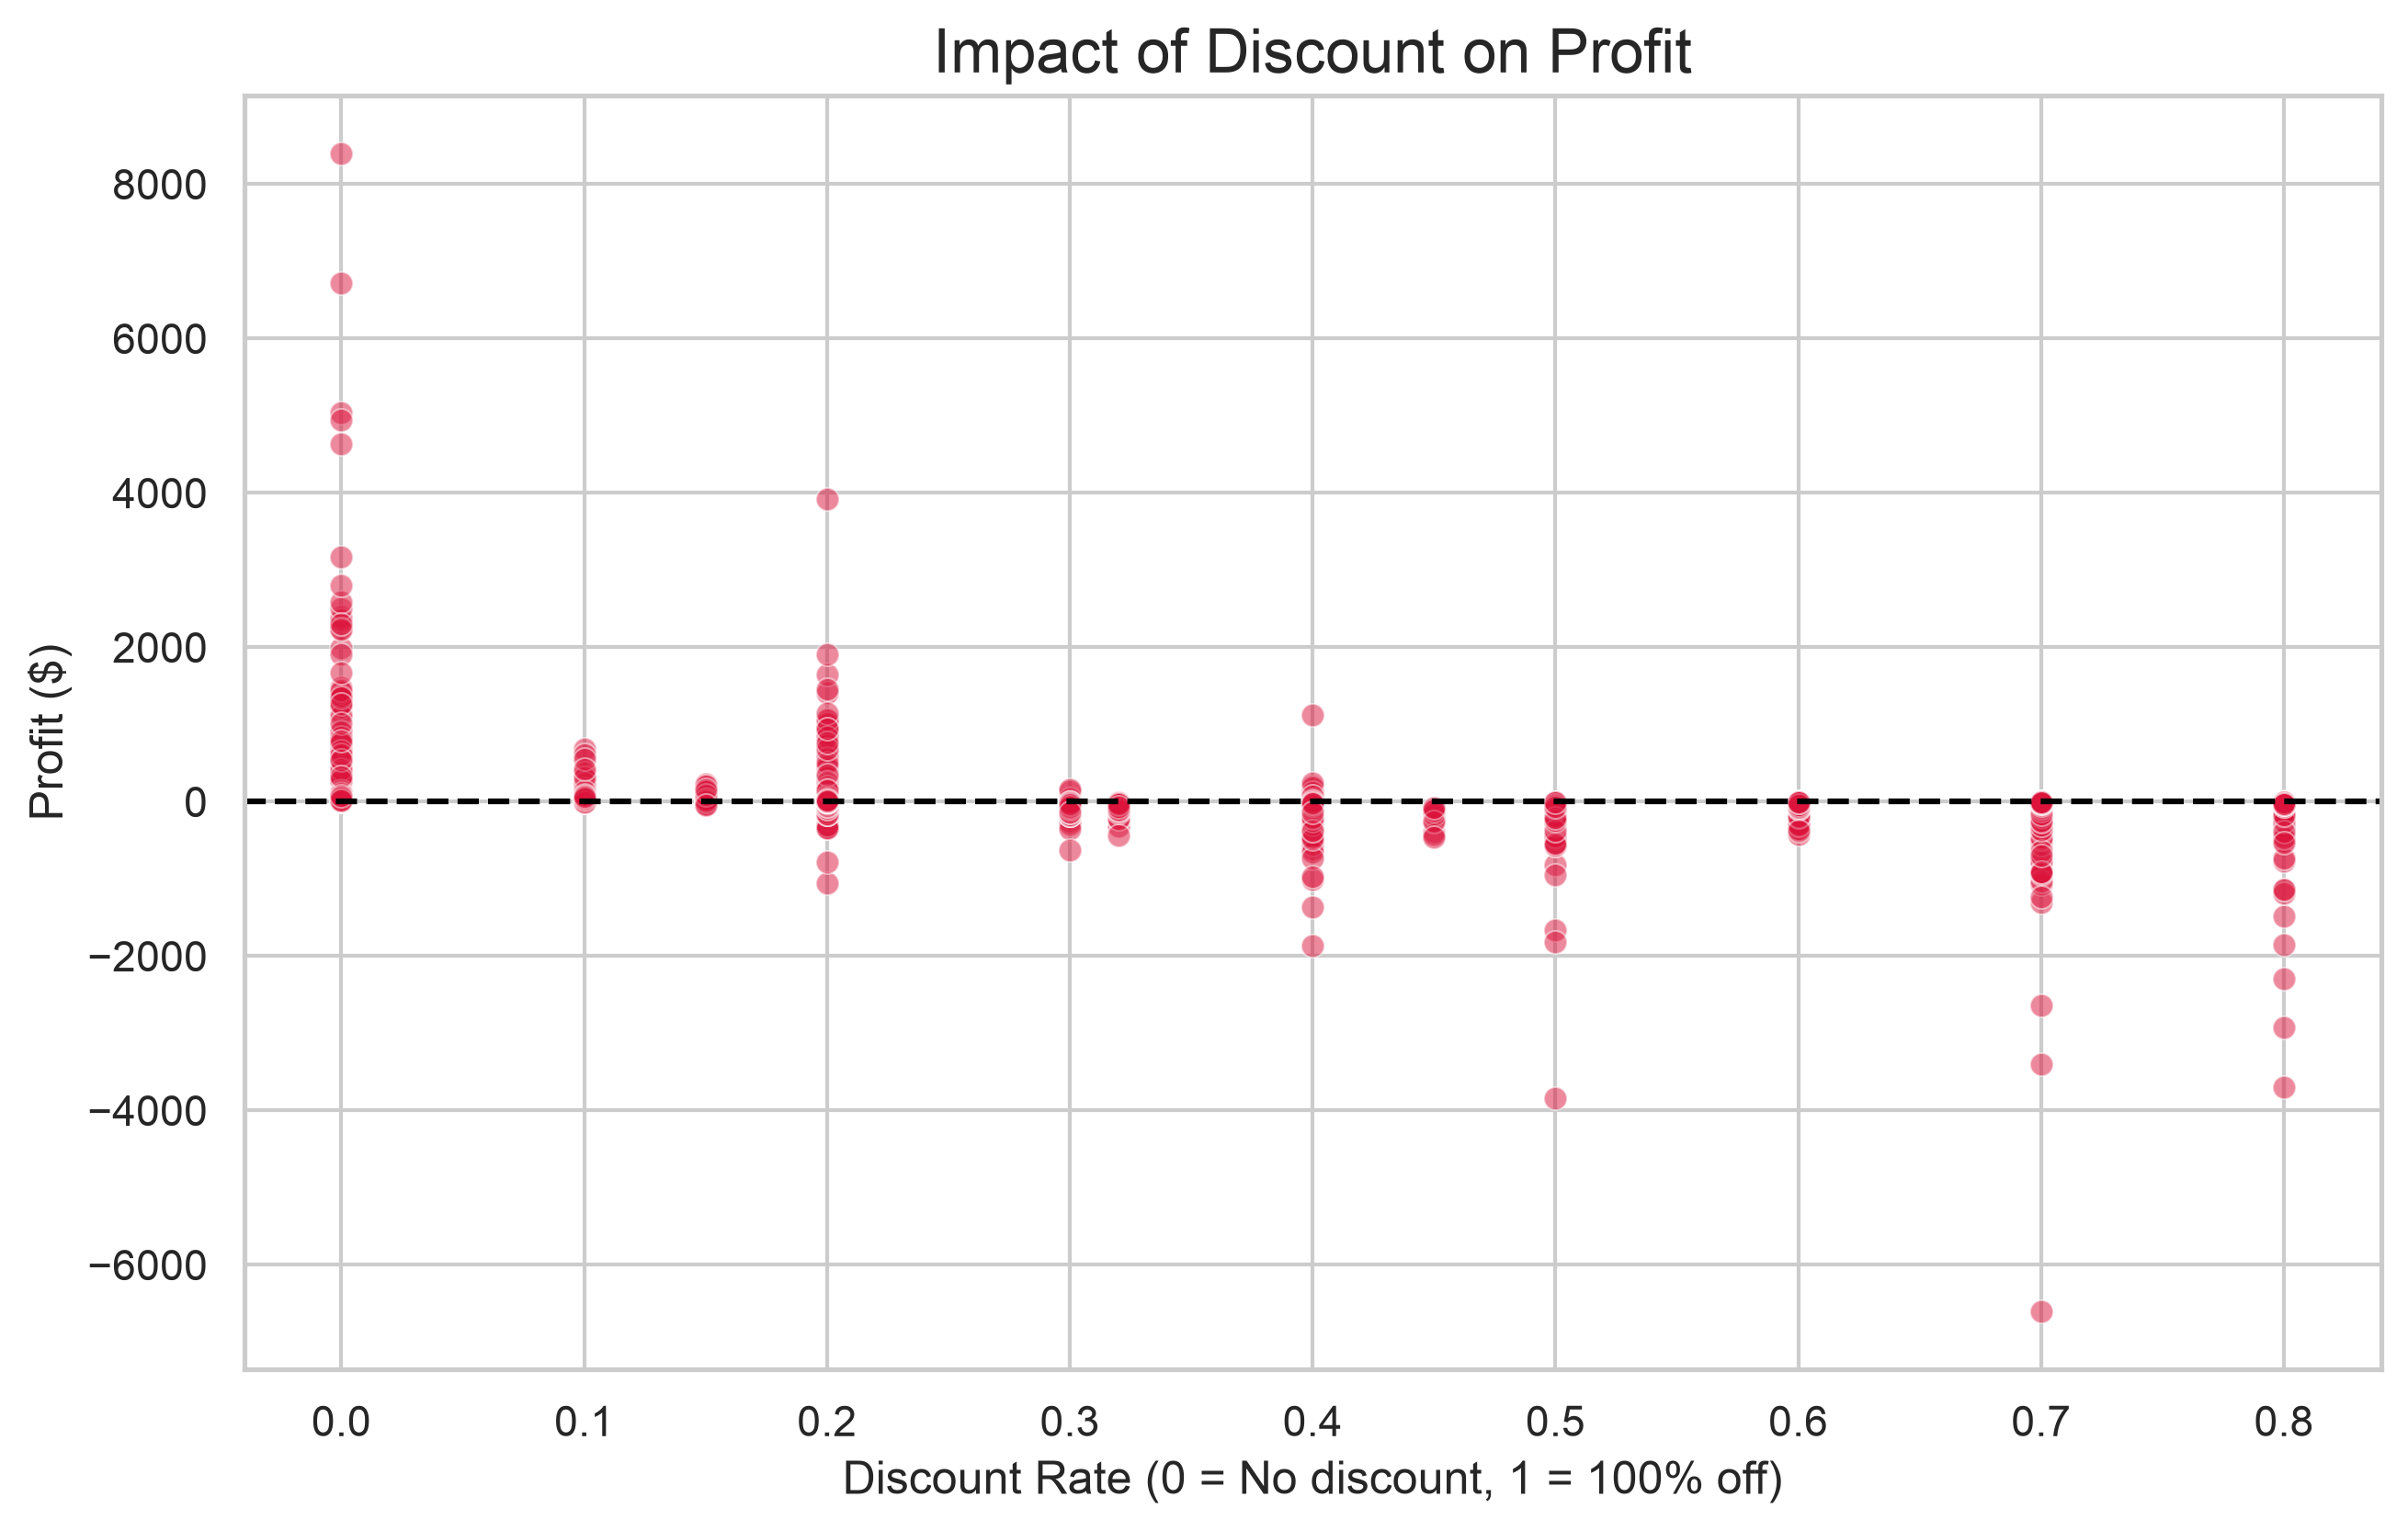 Impact of Discount on Profit
Profit ($)
8000
6000
4000
2000
0
−2000
−4000
−6000
0.0 0.1 0.2 0.3 0.4 0.5 0.6 0.7 0.8
Discount Rate (0 = No discount, 1 = 100% off)